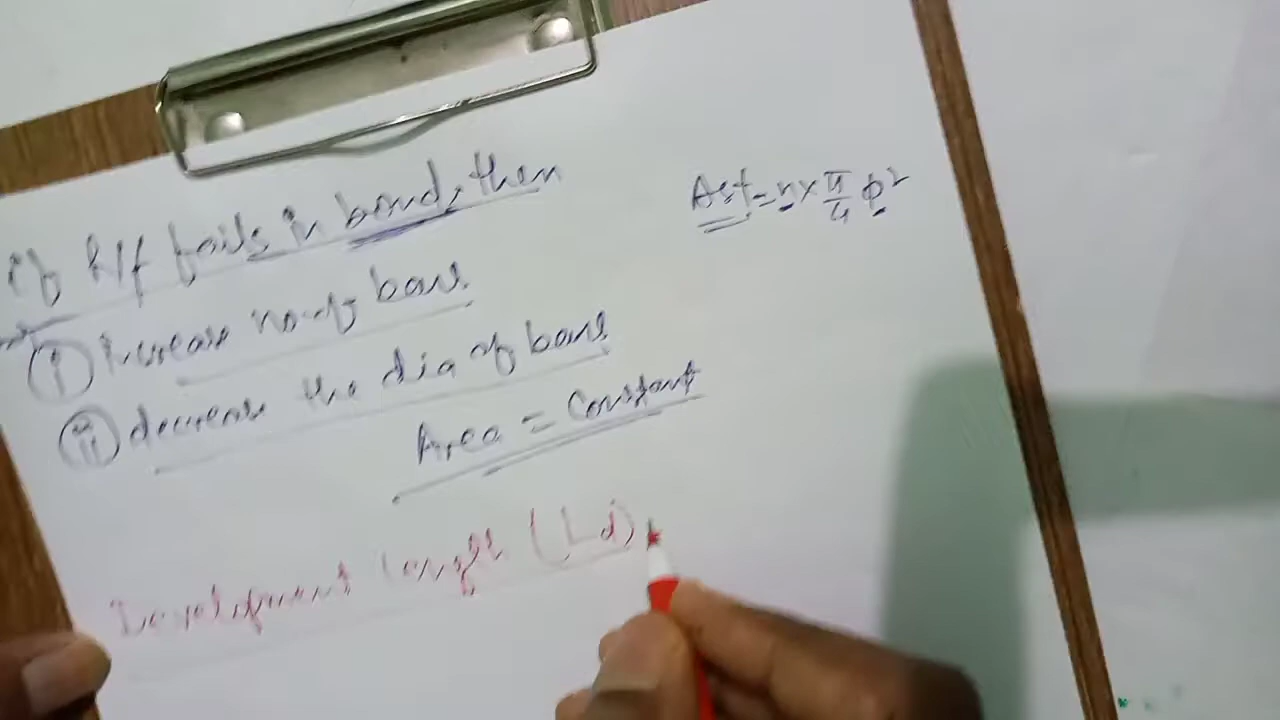 if R/f fails in bond, then
Ast = n × π/4 ϕ²
(i) increase no. of bars
(ii) decrease the dia of bars
Area = Constant
Development length (Ld)